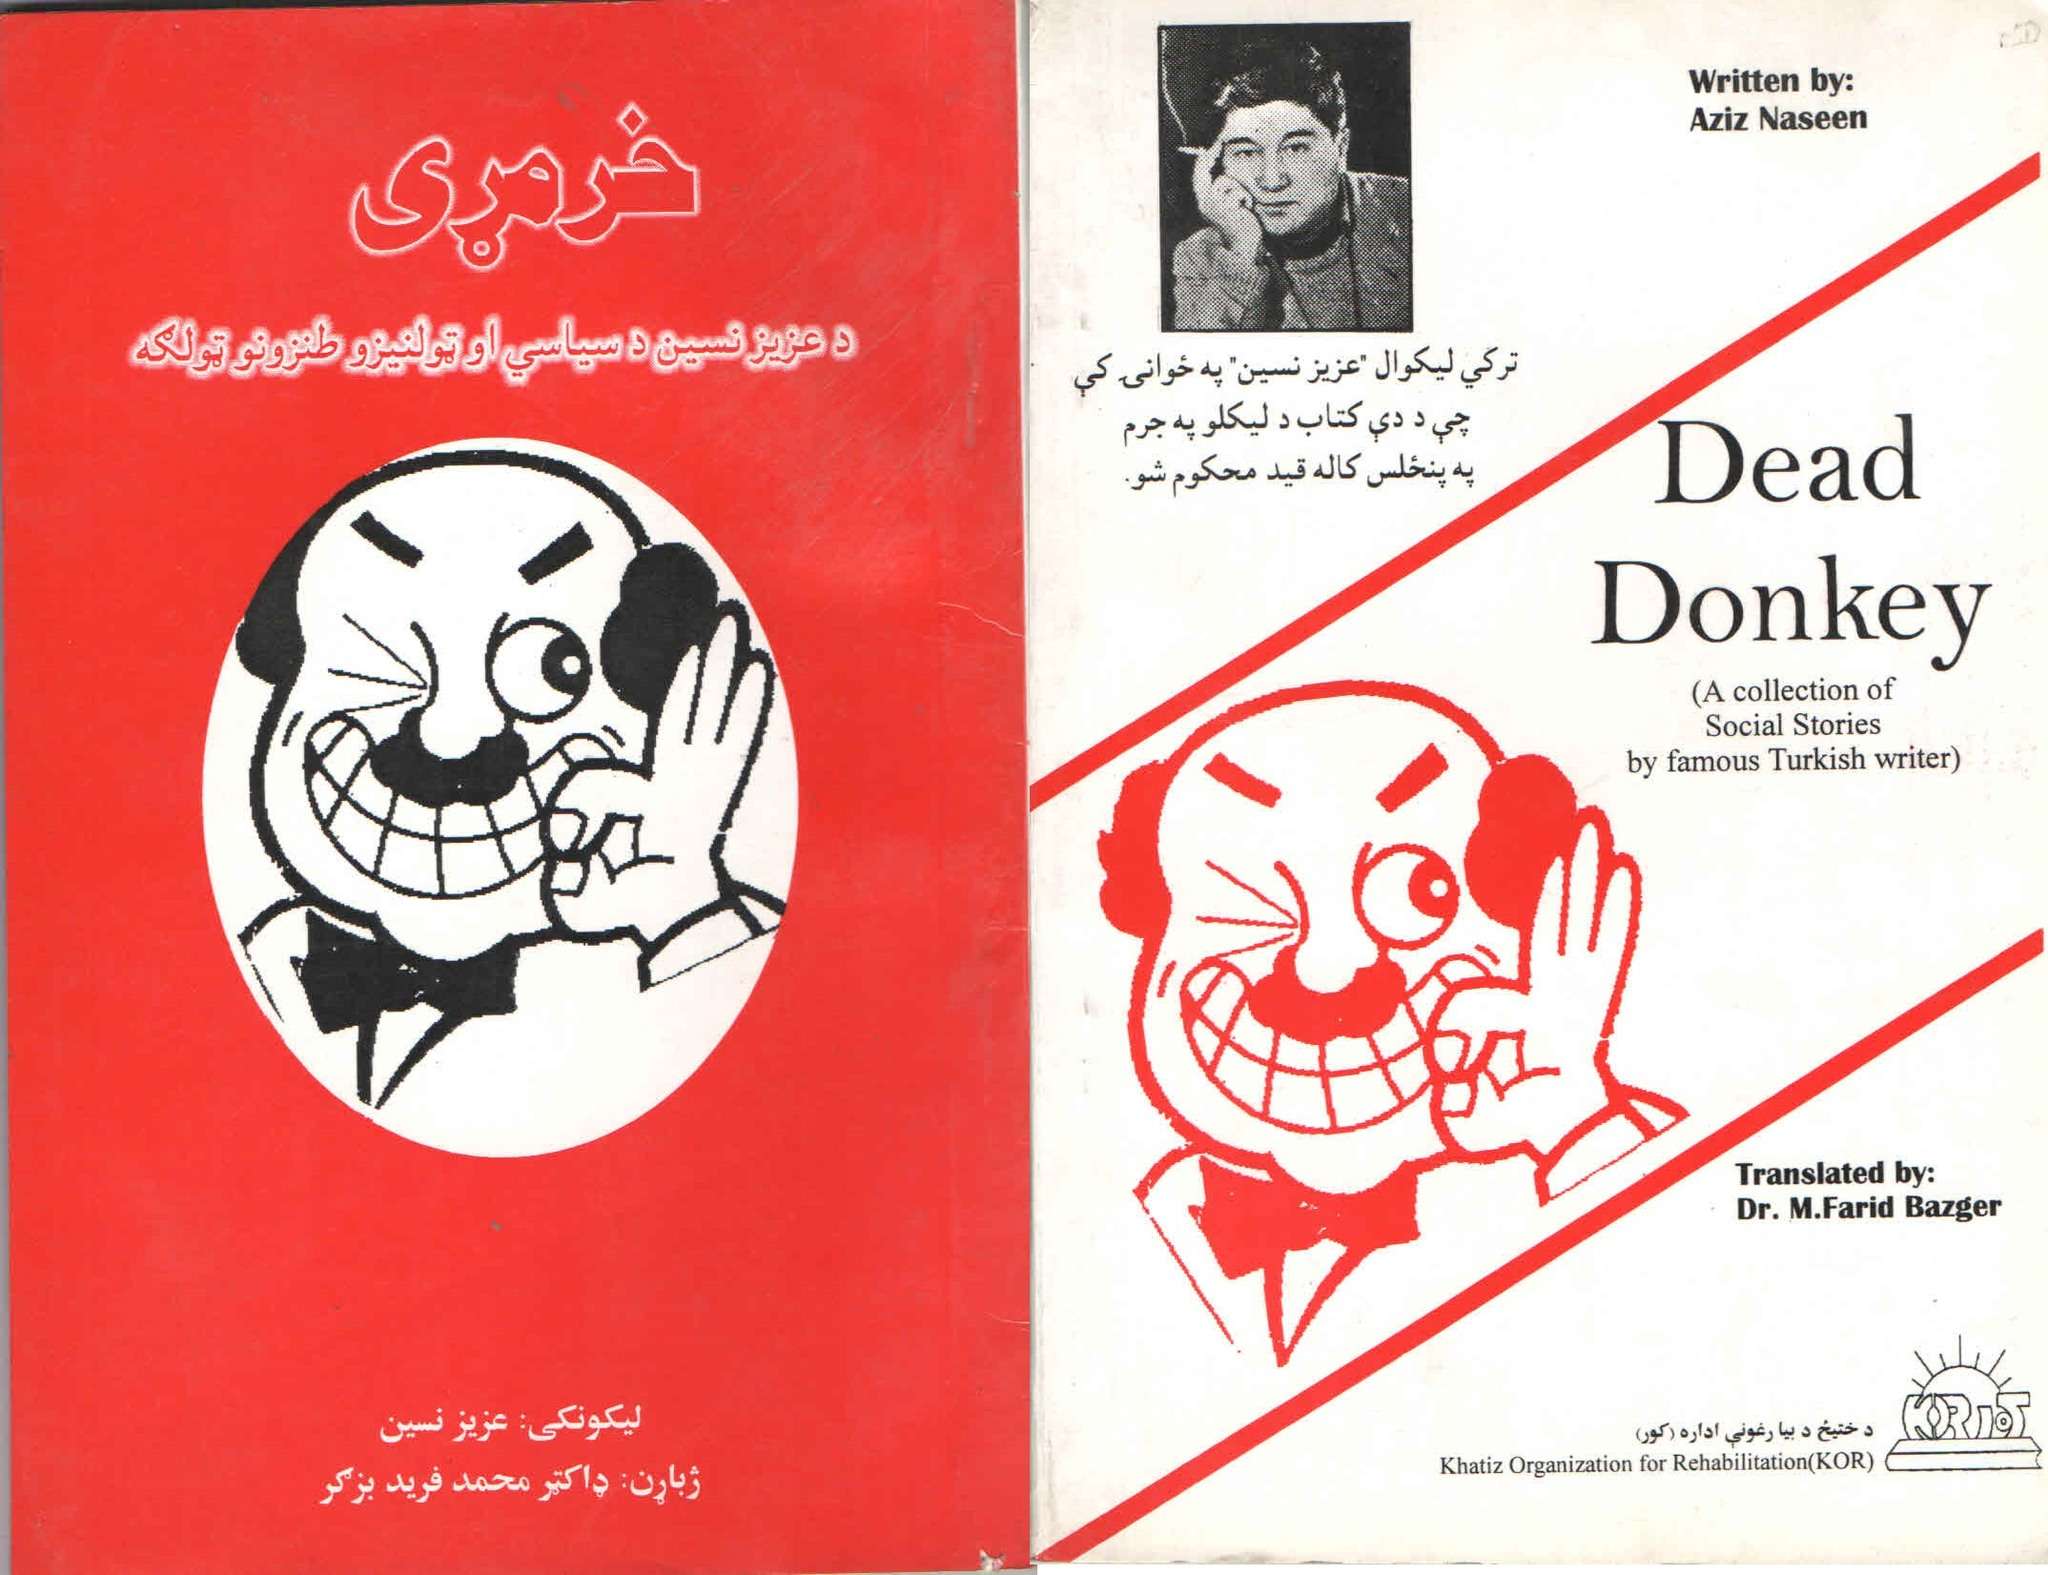 خرمړی
د عزیز نسین د سیاسي او ټولنیزو طنزونو ټولګه
لیکونکی: عزیز نسین
ژباړن: ډاکټر محمد فرید بزګر
Written by:
Aziz Naseen
ترکي لیکوال "عزیز نسین" په ځوانۍ کې
چې د دې کتاب د لیکلو په جرم
په پنځلس کاله قید محکوم شو.
Dead
Donkey
(A collection of
Social Stories
by famous Turkish writer)
Translated by:
Dr. M.Farid Bazger
KOR کور
د ختیځ د بیا رغونې اداره (کور)
Khatiz Organization for Rehabilitation(KOR)